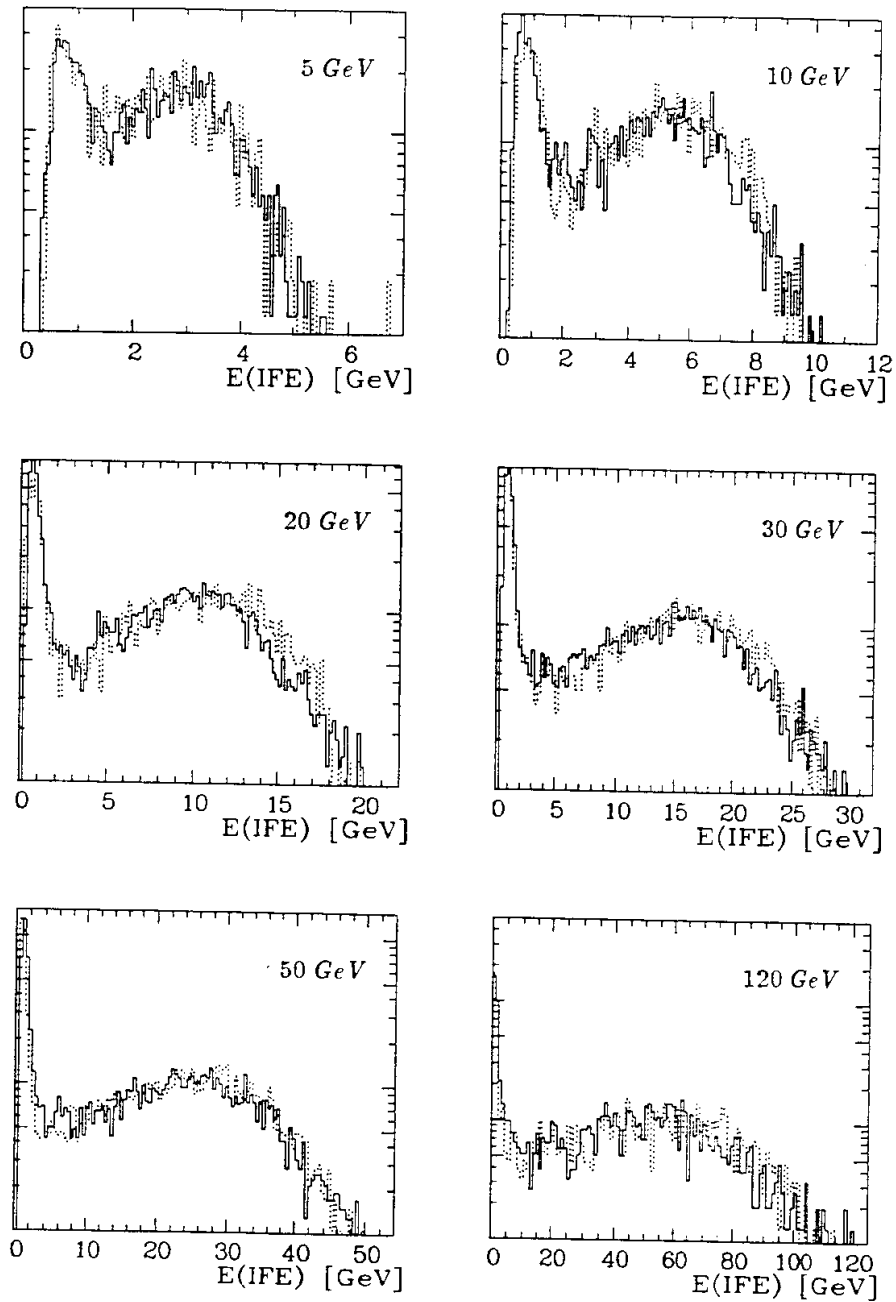 5 GeV
0 2 4 6
E(IFE) [GeV]
10 GeV
0 2 4 6 8 10 12
E(IFE) [GeV]
20 GeV
0 5 10 15 20
E(IFE) [GeV]
30 GeV
0 5 10 15 20 25 30
E(IFE) [GeV]
50 GeV
0 10 20 30 40 50
E(IFE) [GeV]
120 GeV
0 20 40 60 80 100 120
E(IFE) [GeV]